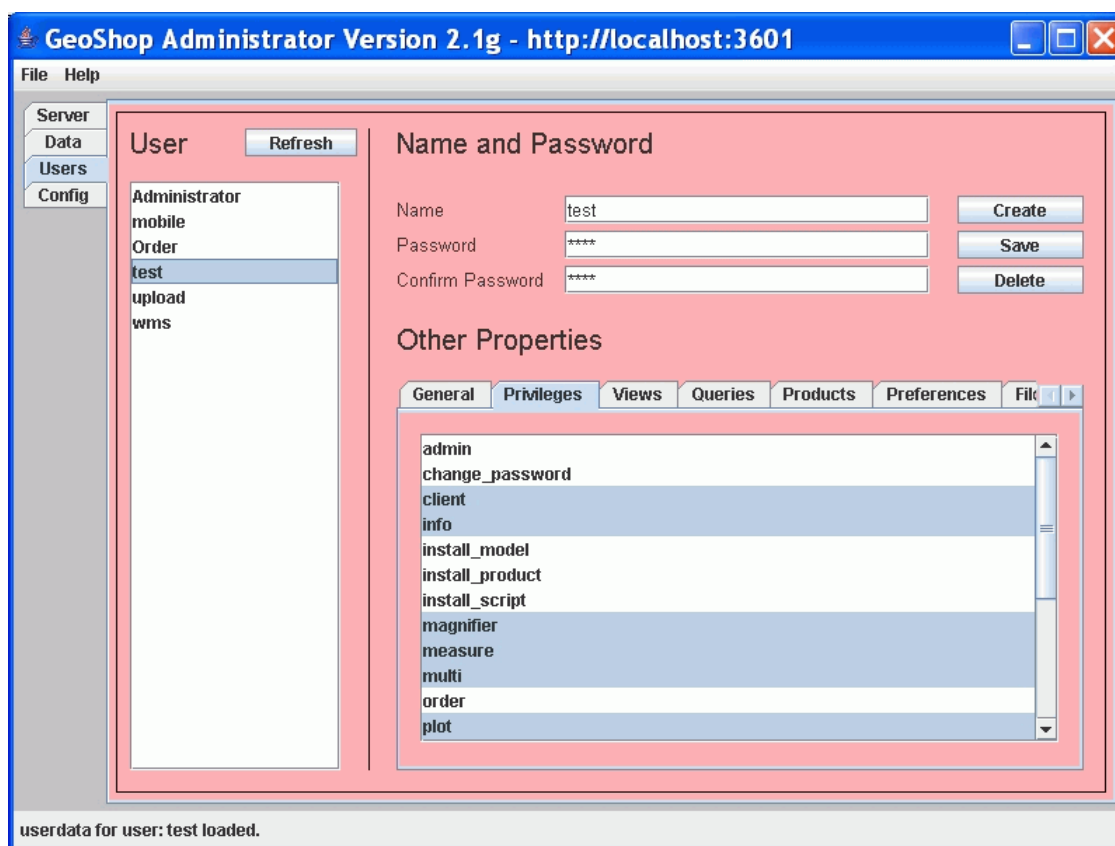 GeoShop Administrator Version 2.1g - http://localhost:3601
File Help
Server
Data
Users
Config
User
Refresh
Administrator
mobile
Order
test
upload
wms
Name and Password
Name test Create
Password **** Save
Confirm Password **** Delete
Other Properties
General Privileges Views Queries Products Preferences
admin
change_password
client
info
install_model
install_product
install_script
magnifier
measure
multi
order
plot
userdata for user: test loaded.